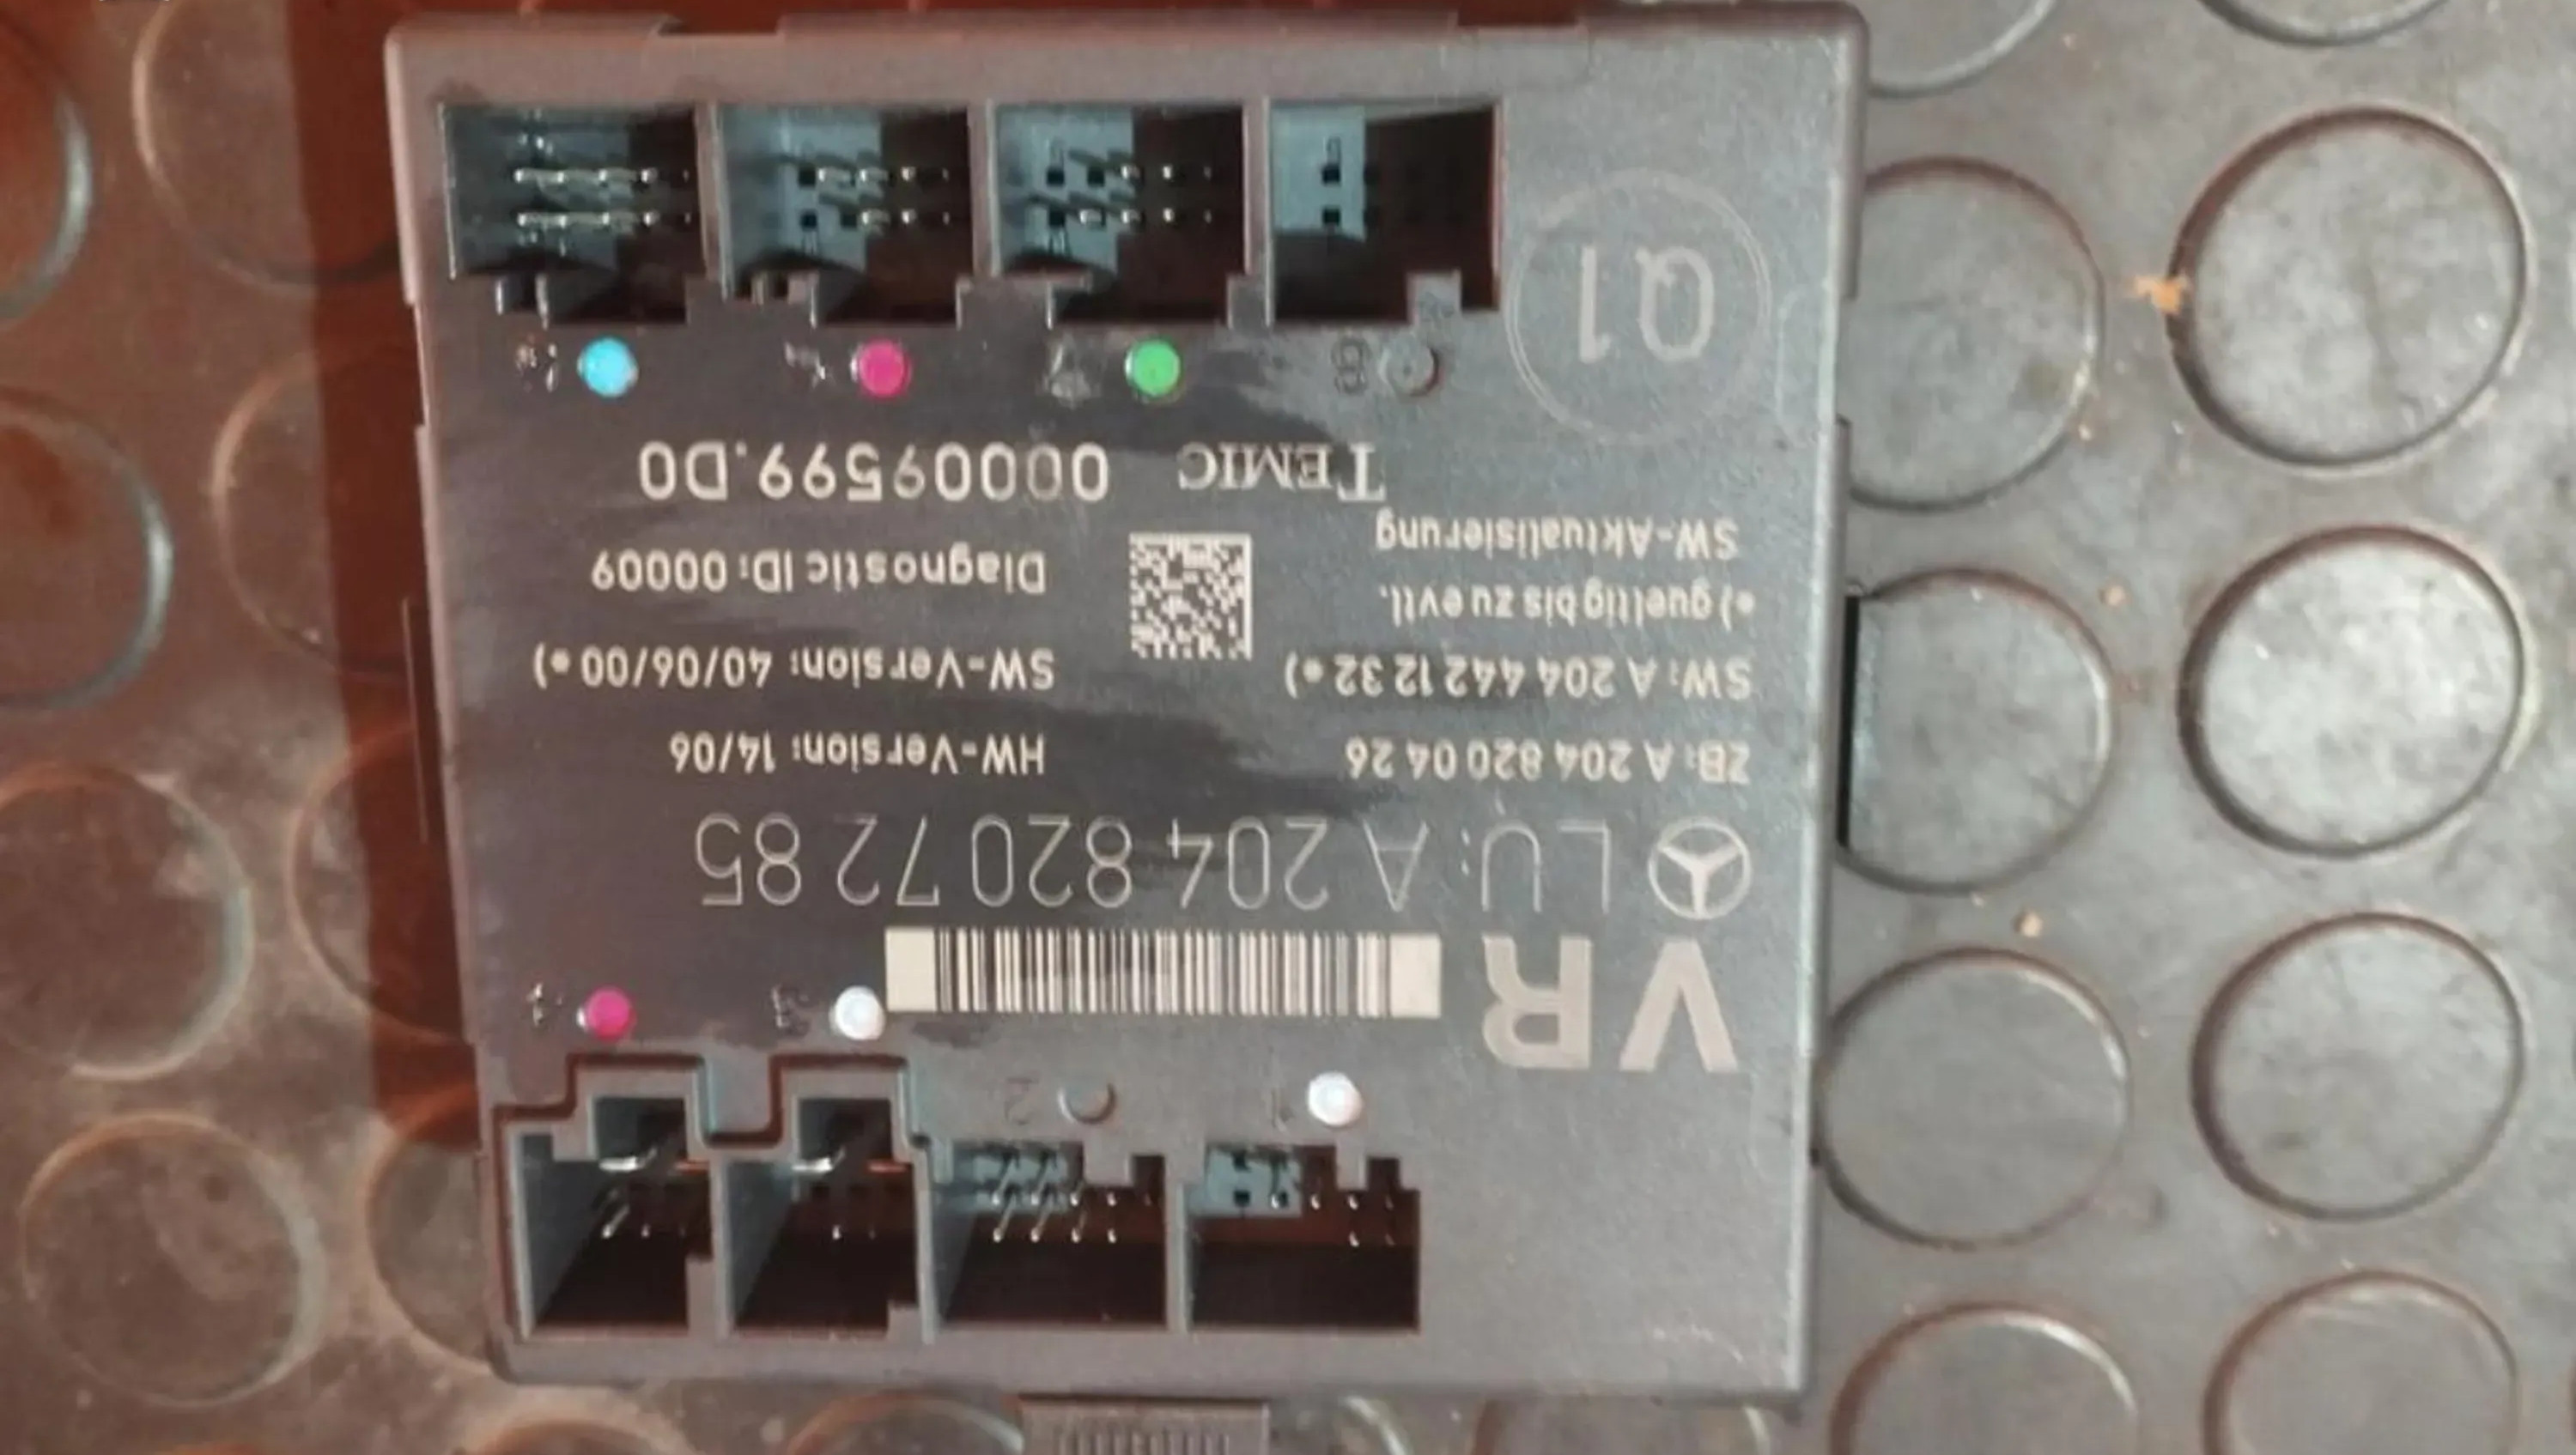 VR
LU: A 204 820 72 85
ZB: A 204 820 04 26
HW-Version: 14/06
SW: A 204 442 12 32 •)
SW-Version: 40/06/00 •)
•) gueltig bis zu evtl.
SW-Aktualisierung
Diagnostic ID: 00009
TEMIC 00009599.D0
Q1
1
2